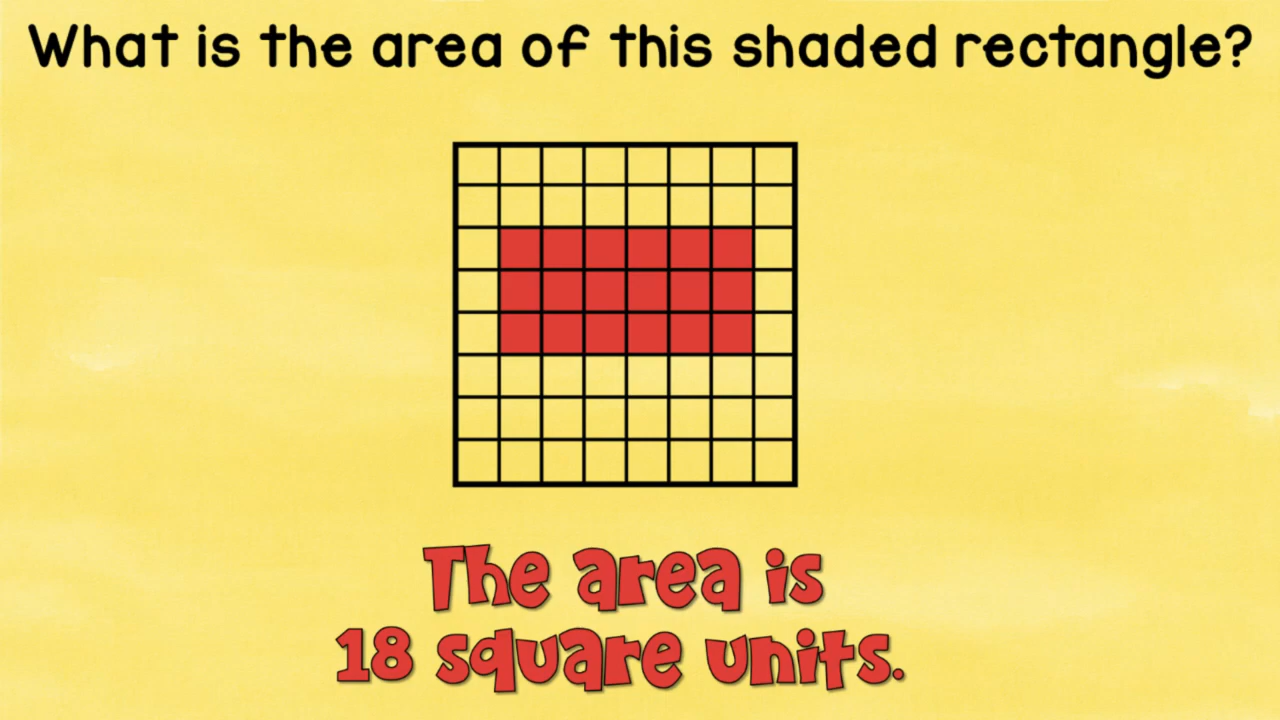 What is the area of this shaded rectangle?
The area is
18 square units.